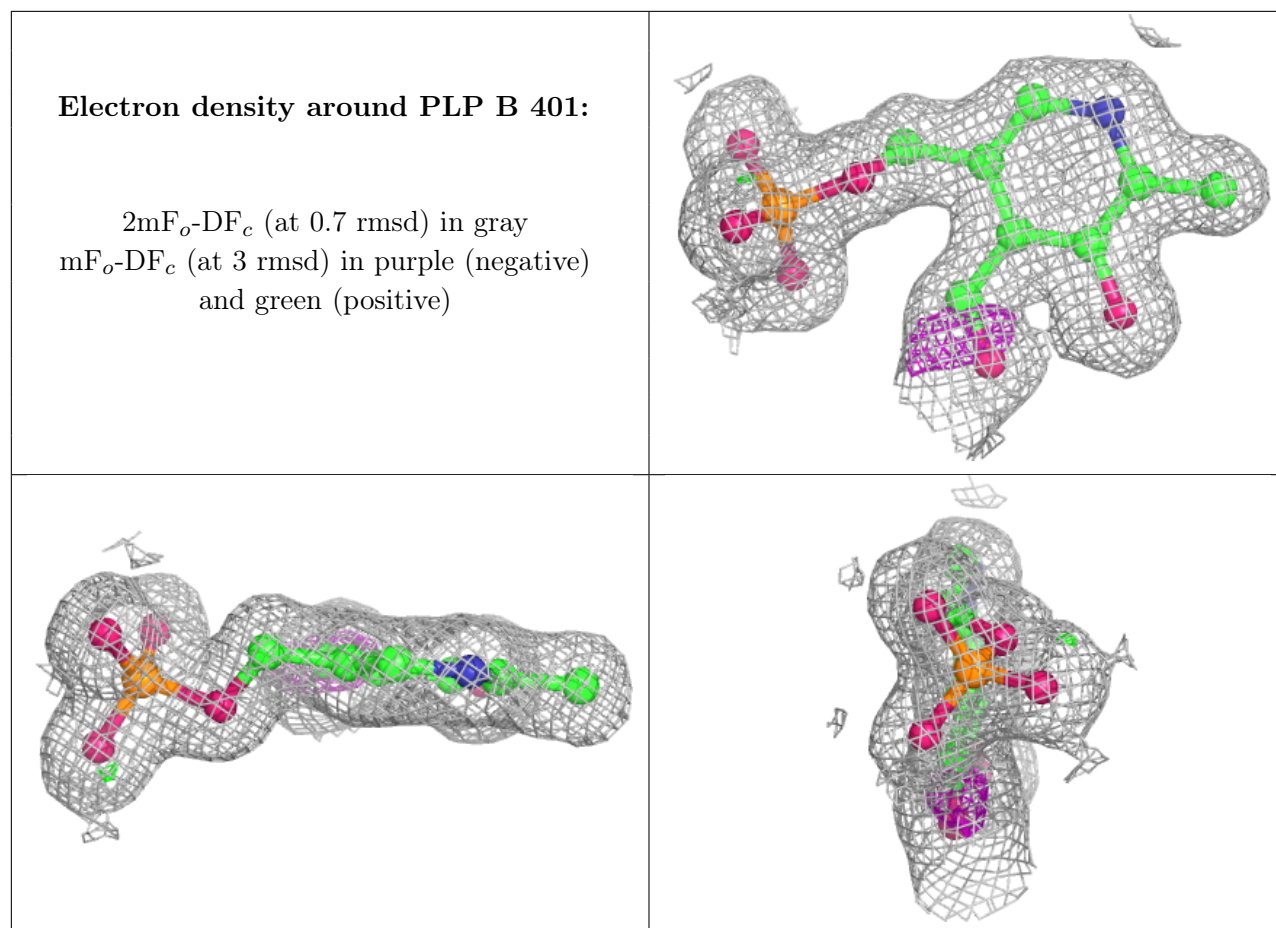 Electron density around PLP B 401:
2mFo-DFc (at 0.7 rmsd) in gray
mFo-DFc (at 3 rmsd) in purple (negative)
and green (positive)